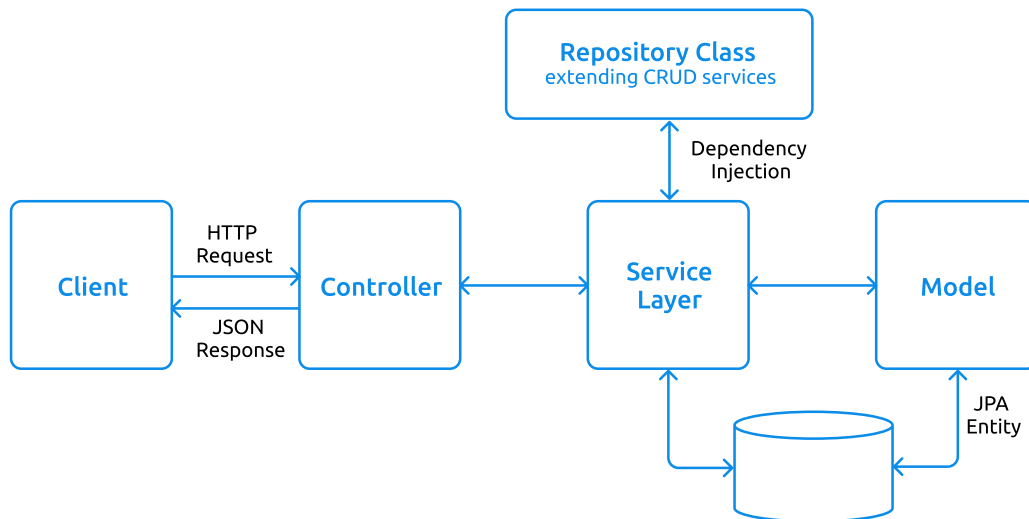 Repository Class
extending CRUD services
Dependency
Injection
HTTP
Request
Client
JSON
Response
Controller
Service
Layer
Model
JPA
Entity